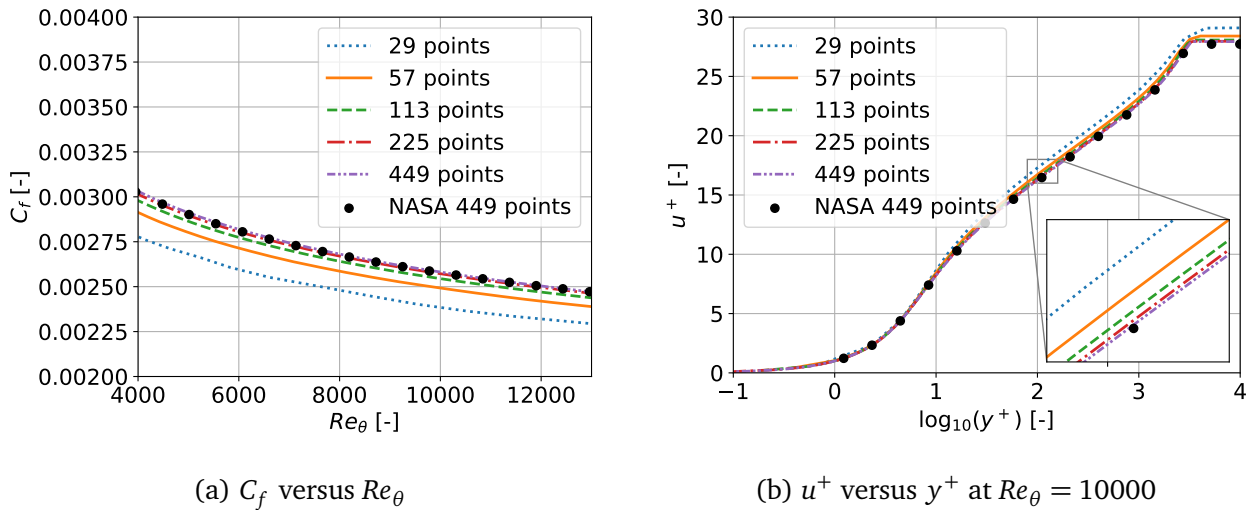 0.00400
0.00375
0.00350
0.00325
0.00300
0.00275
0.00250
0.00225
0.00200
C_f [-]
29 points
57 points
113 points
225 points
449 points
NASA 449 points
4000 6000 8000 10000 12000
Re_θ [-]
(a) C_f versus Re_θ
30
25
20
15
10
5
0
u⁺ [-]
29 points
57 points
113 points
225 points
449 points
NASA 449 points
−1 0 1 2 3 4
log₁₀(y⁺) [-]
(b) u⁺ versus y⁺ at Re_θ = 10000